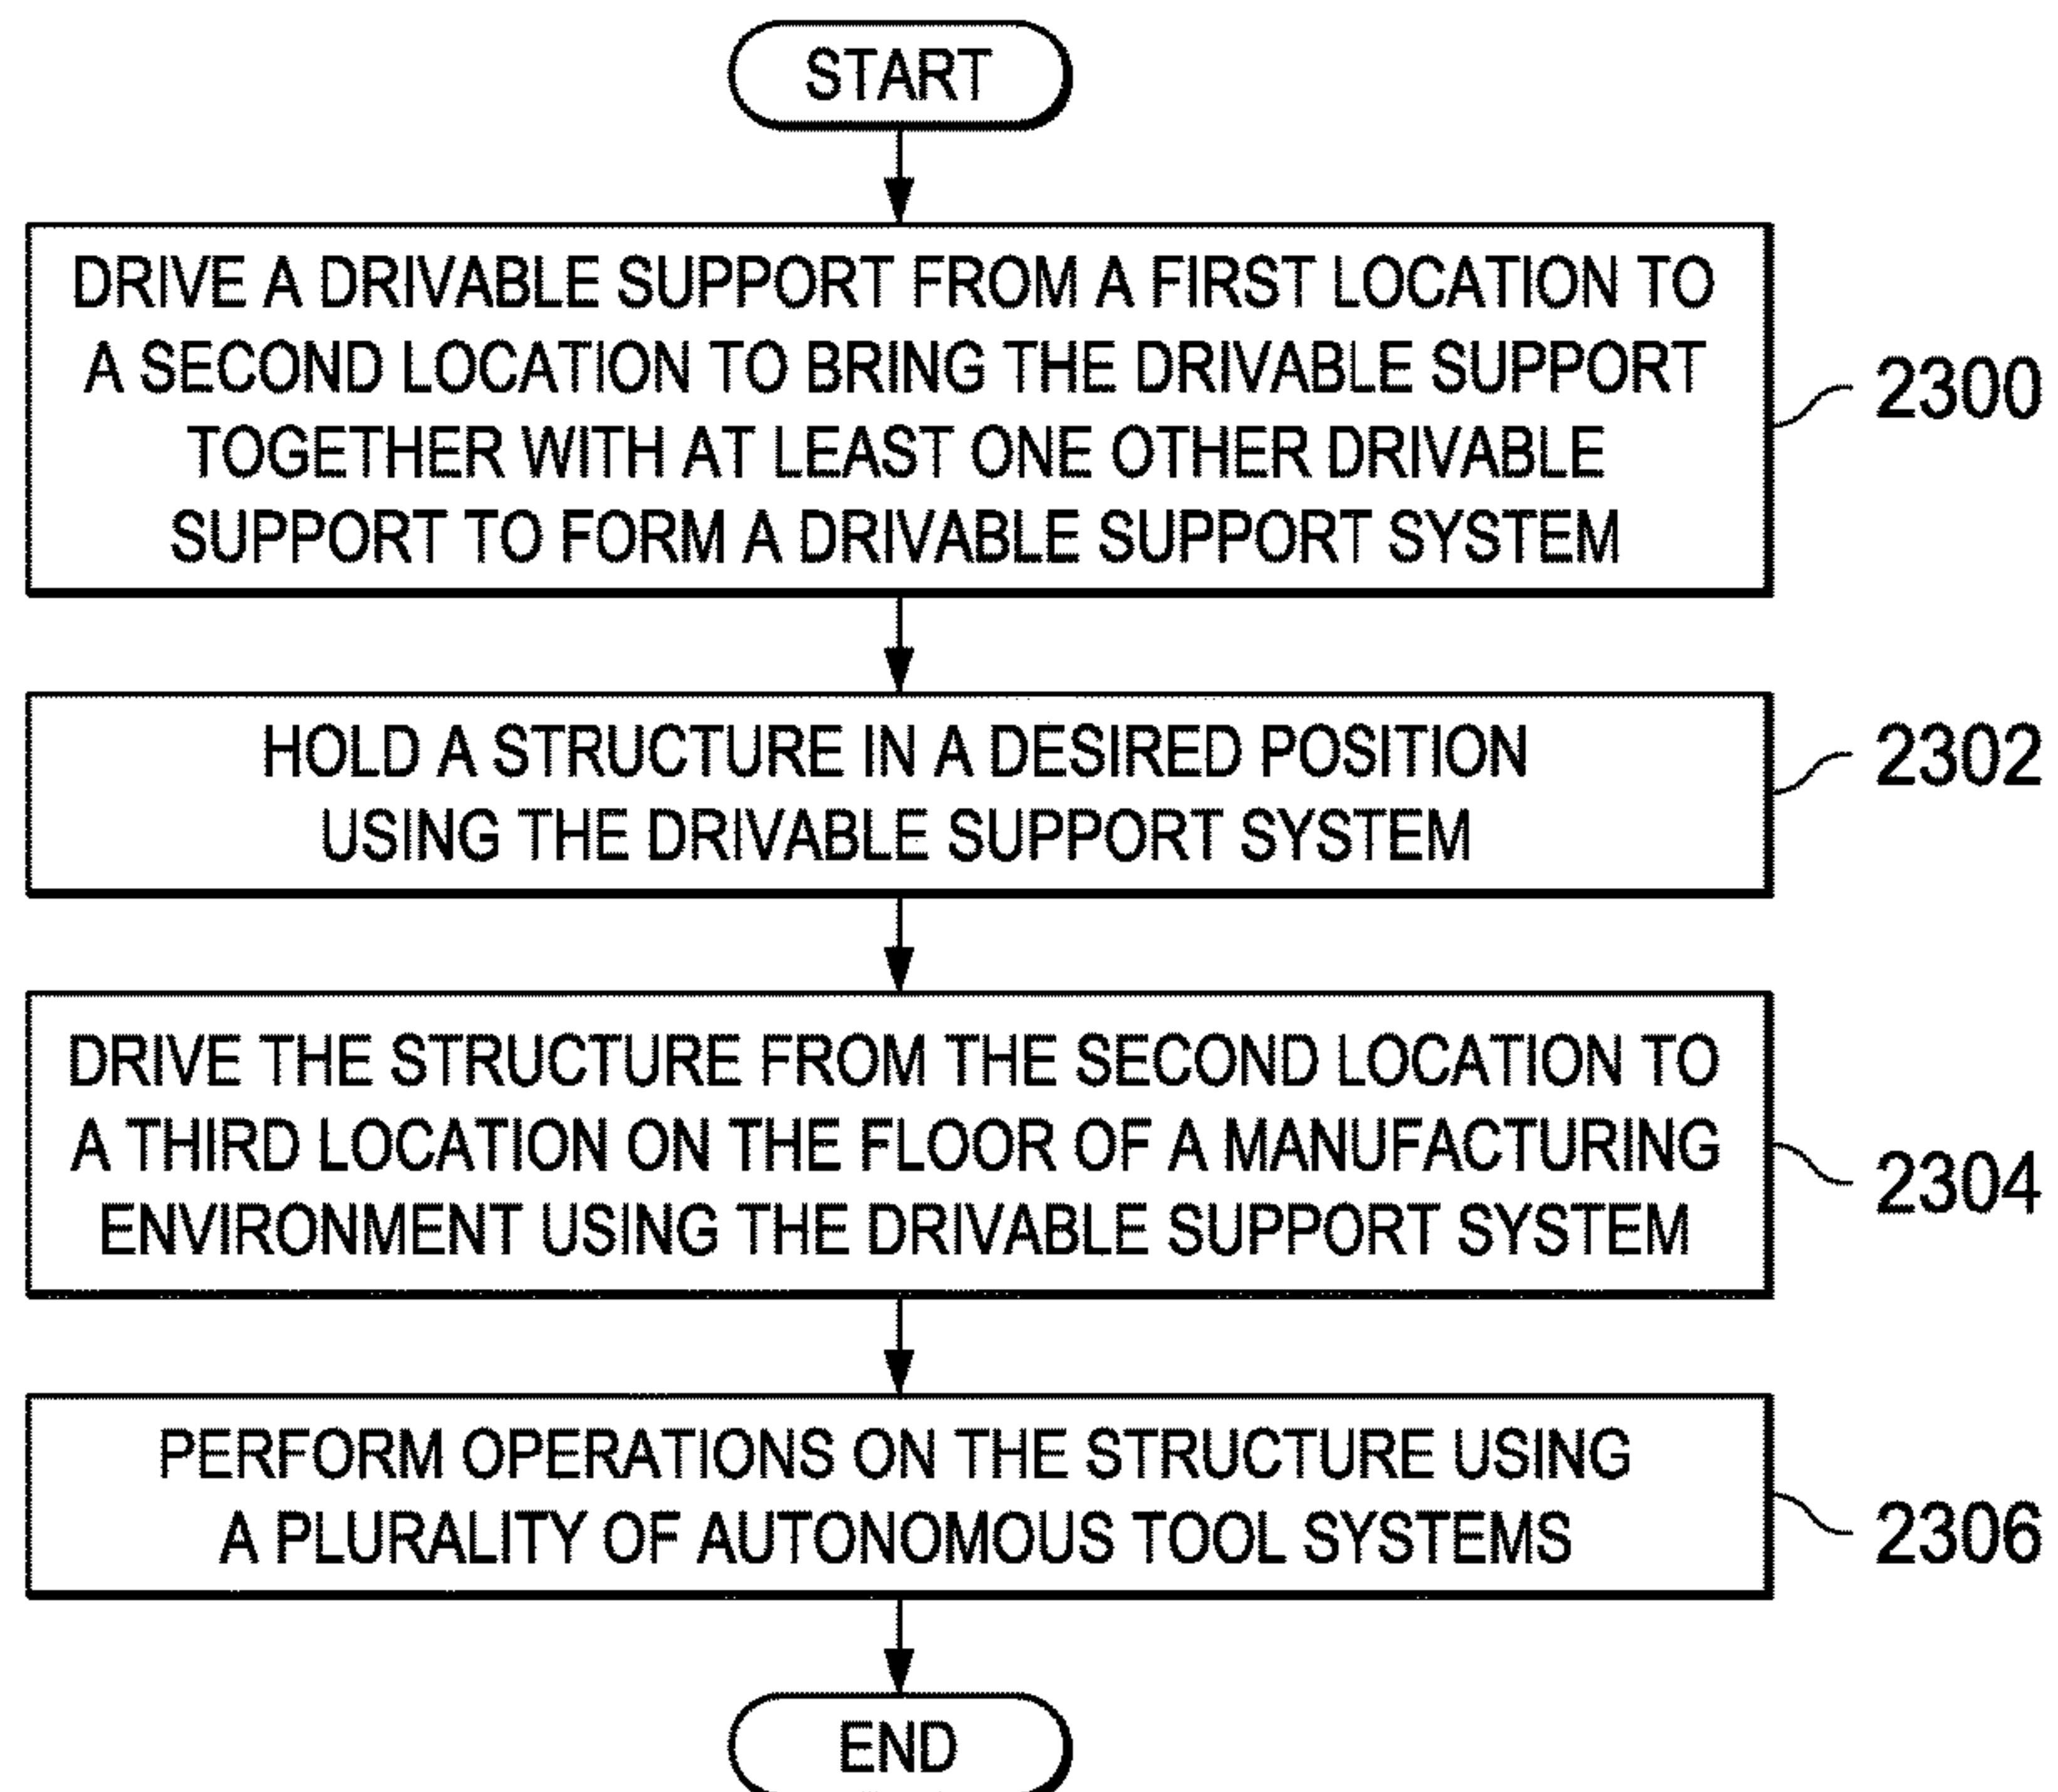 START
DRIVE A DRIVABLE SUPPORT FROM A FIRST LOCATION TO
A SECOND LOCATION TO BRING THE DRIVABLE SUPPORT
TOGETHER WITH AT LEAST ONE OTHER DRIVABLE
SUPPORT TO FORM A DRIVABLE SUPPORT SYSTEM
2300
HOLD A STRUCTURE IN A DESIRED POSITION
USING THE DRIVABLE SUPPORT SYSTEM
2302
DRIVE THE STRUCTURE FROM THE SECOND LOCATION TO
A THIRD LOCATION ON THE FLOOR OF A MANUFACTURING
ENVIRONMENT USING THE DRIVABLE SUPPORT SYSTEM
2304
PERFORM OPERATIONS ON THE STRUCTURE USING
A PLURALITY OF AUTONOMOUS TOOL SYSTEMS
2306
END